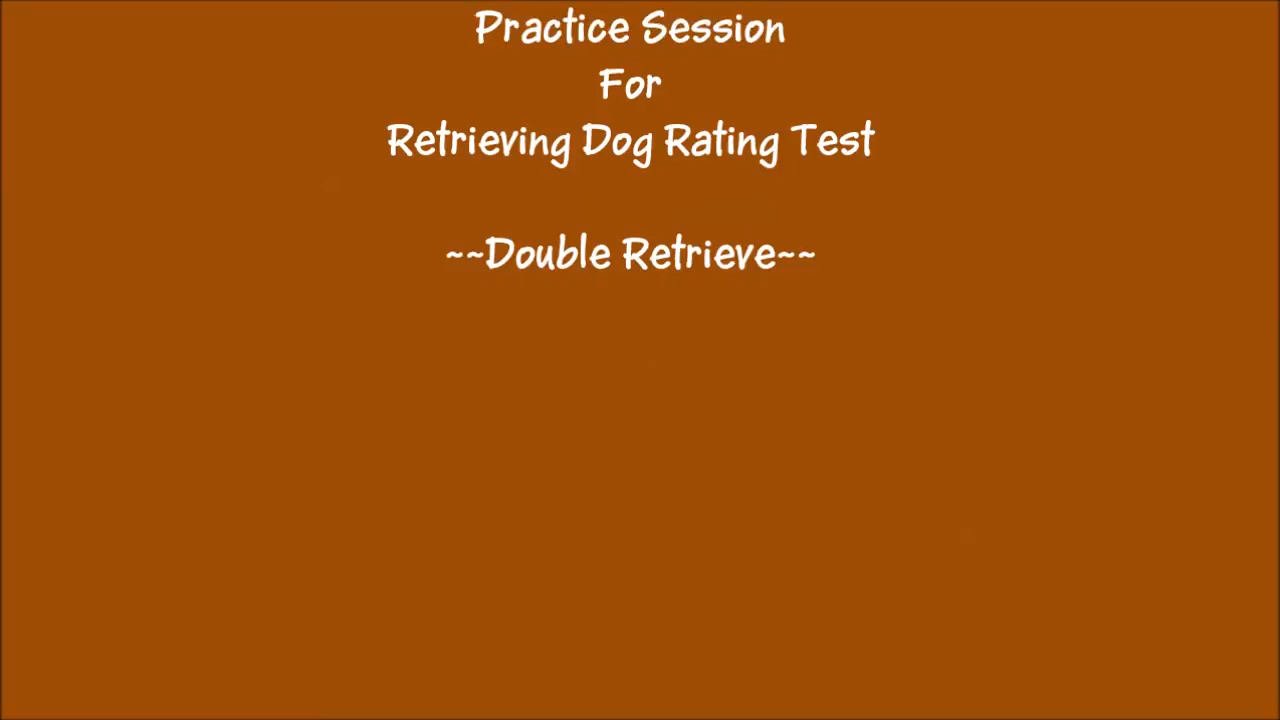 Practice Session
For
Retrieving Dog Rating Test
~~Double Retrieve~~